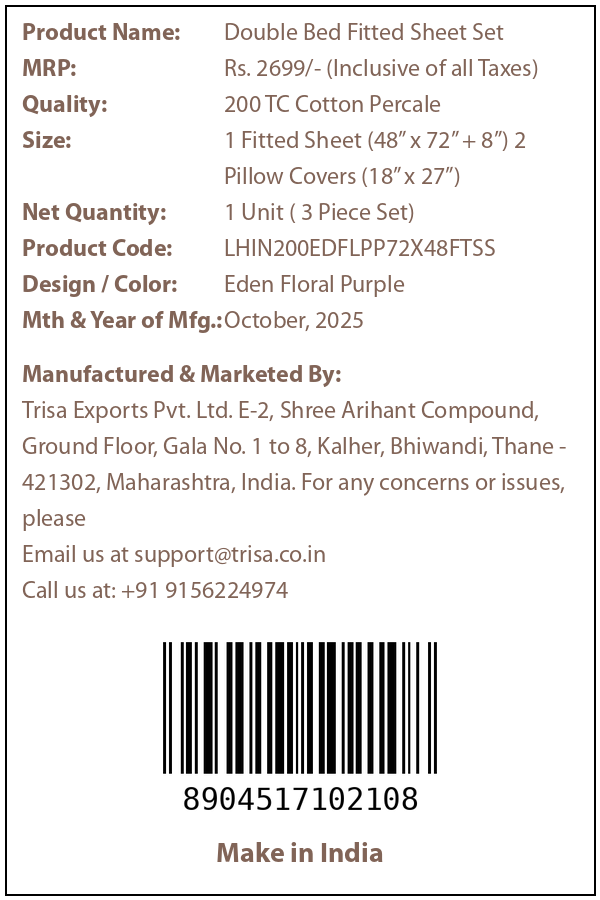 Product Name: Double Bed Fitted Sheet Set
MRP: Rs. 2699/- (Inclusive of all Taxes)
Quality: 200 TC Cotton Percale
Size: 1 Fitted Sheet (48” x 72” + 8”) 2
Pillow Covers (18” x 27”)
Net Quantity: 1 Unit ( 3 Piece Set)
Product Code: LHIN200EDFLPP72X48FTSS
Design / Color: Eden Floral Purple
Mth & Year of Mfg.: October, 2025
Manufactured & Marketed By:
Trisa Exports Pvt. Ltd. E-2, Shree Arihant Compound,
Ground Floor, Gala No. 1 to 8, Kalher, Bhiwandi, Thane -
421302, Maharashtra, India. For any concerns or issues,
please
Email us at support@trisa.co.in
Call us at: +91 9156224974
8904517102108
Make in India